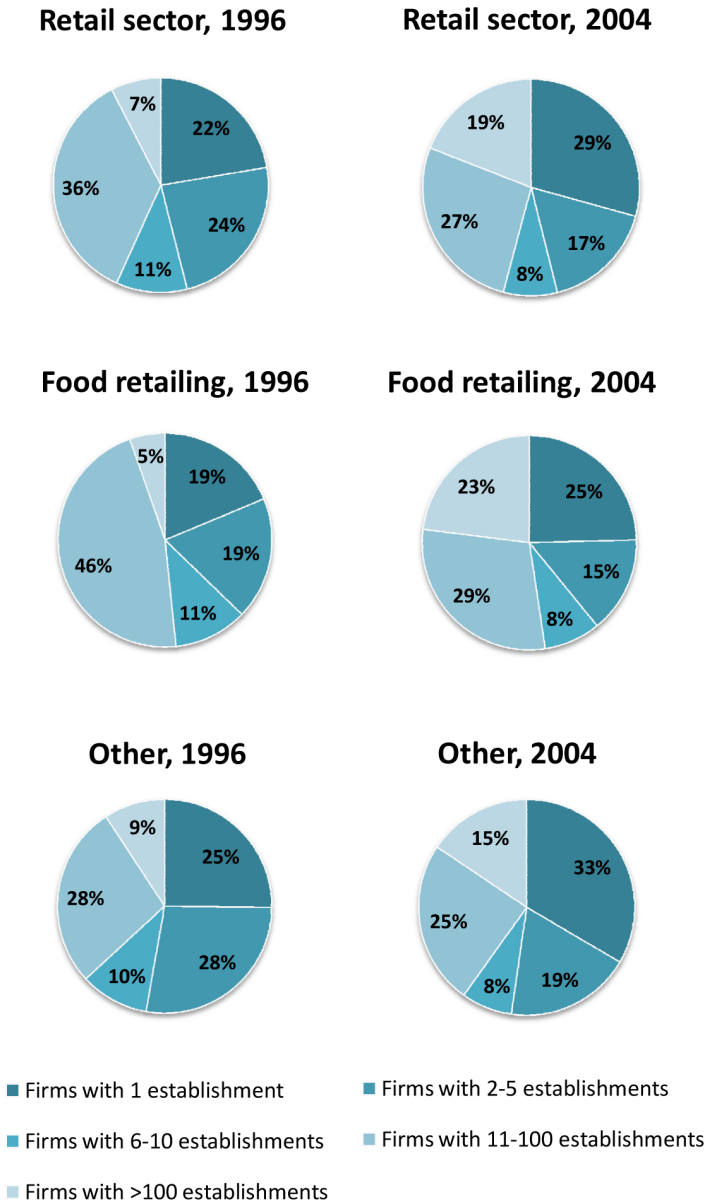 Retail sector, 1996
7%
22%
36%
24%
11%
Retail sector, 2004
19%
29%
27%
17%
8%
Food retailing, 1996
5%
19%
46%
19%
11%
Food retailing, 2004
23%
25%
29%
15%
8%
Other, 1996
9%
25%
28%
28%
10%
Other, 2004
15%
33%
25%
19%
8%
Firms with 1 establishment
Firms with 2-5 establishments
Firms with 6-10 establishments
Firms with 11-100 establishments
Firms with >100 establishments